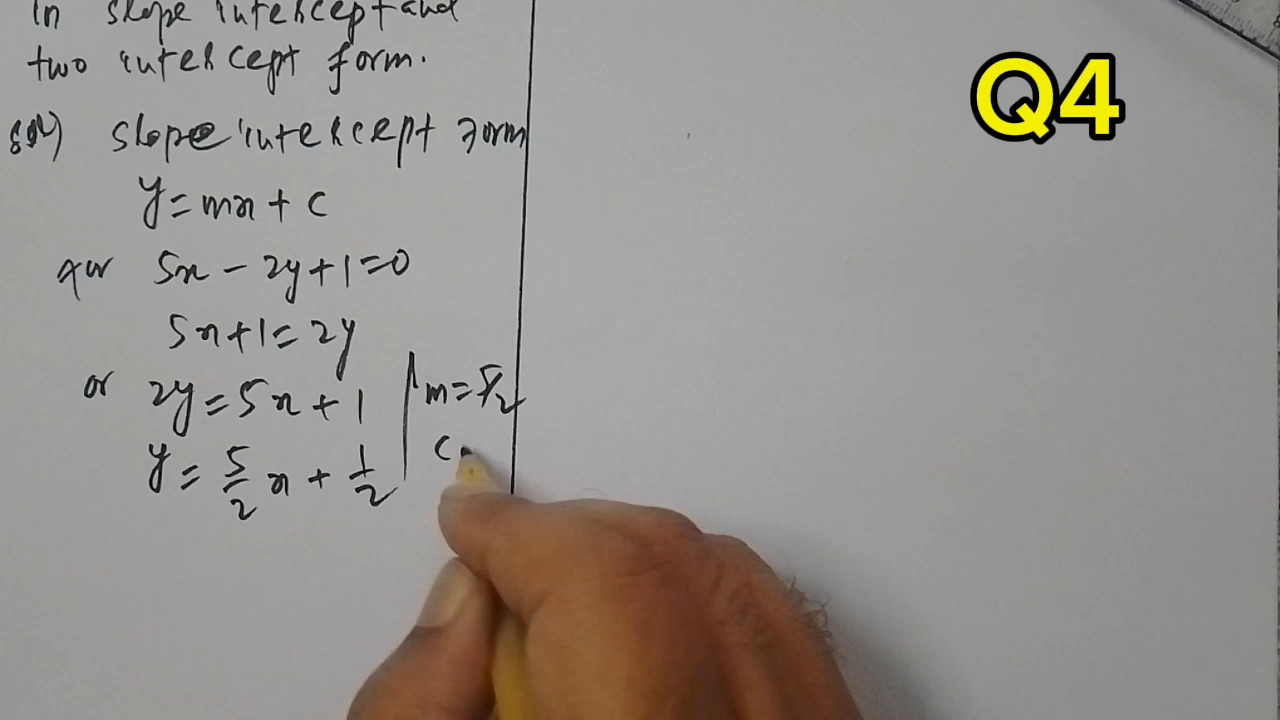 in slope intercept and
two intercept form.
Q4
Sol) slope intercept form
y = mx + c
for 5x - 2y + 1 = 0
5x + 1 = 2y
or 2y = 5x + 1
m = 5/2
y = 5/2 x + 1/2
c